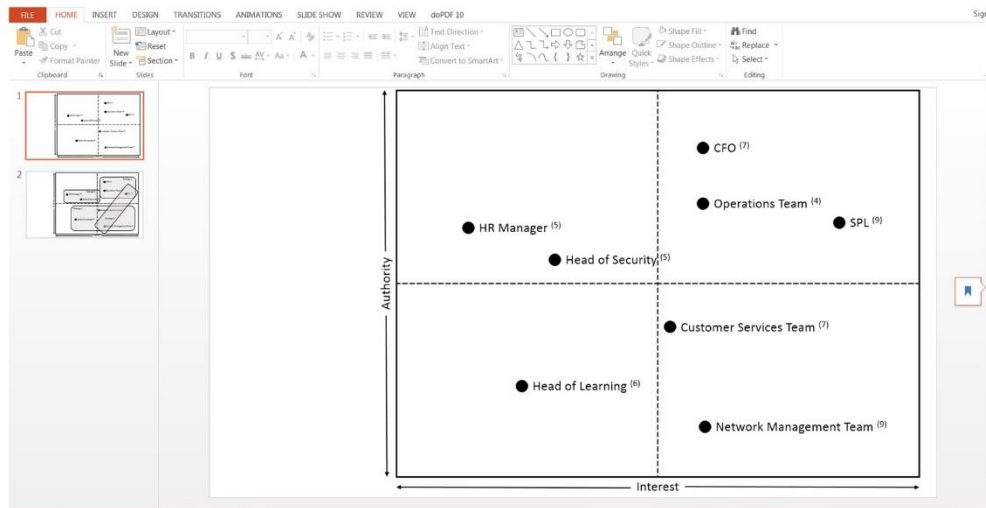 FILE HOME INSERT DESIGN TRANSITIONS ANIMATIONS SLIDE SHOW REVIEW VIEW doPDF 10
Paste
Cut
Copy
Format Painter
Clipboard
New
Slide
Layout
Reset
Section
Slides
B I U S abc AV Aa A
Font
Paragraph
Text Direction
Align Text
Convert to SmartArt
Arrange
Quick
Styles
Shape Fill
Shape Outline
Shape Effects
Drawing
Find
Replace
Select
Editing
1
2
CFO (7)
Operations Team (4)
SPL (9)
HR Manager (5)
Head of Security (5)
Authority
Customer Services Team (7)
Head of Learning (6)
Network Management Team (9)
Interest